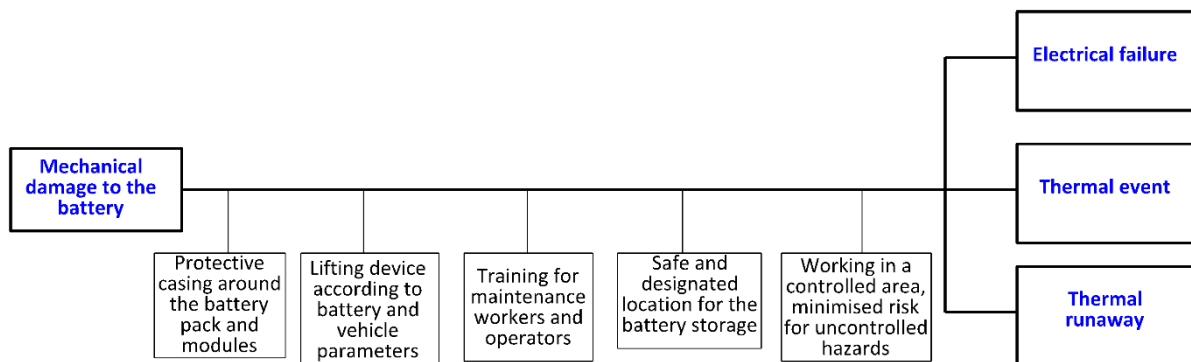 Electrical failure
Mechanical
damage to the
battery
Thermal event
Protective
casing around
the battery
pack and
modules
Lifting device
according to
battery and
vehicle
parameters
Training for
maintenance
workers and
operators
Safe and
designated
location for the
battery storage
Working in a
controlled area,
minimised risk
for uncontrolled
hazards
Thermal
runaway